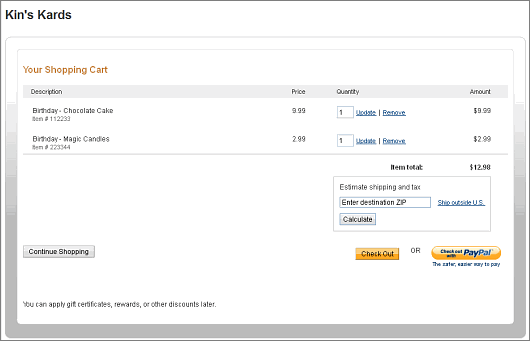 Kin's Kards
Your Shopping Cart
Description Price Quantity Amount
Birthday - Chocolate Cake 9.99 1 Update | Remove $9.99
Item # 112233
Birthday - Magic Candles 2.99 1 Update | Remove $2.99
Item # 223344
Item total: $12.98
Estimate shipping and tax
Enter destination ZIP Ship outside U.S.
Calculate
Continue Shopping Check Out OR Check out with PayPal
The safer, easier way to pay
You can apply gift certificates, rewards, or other discounts later.